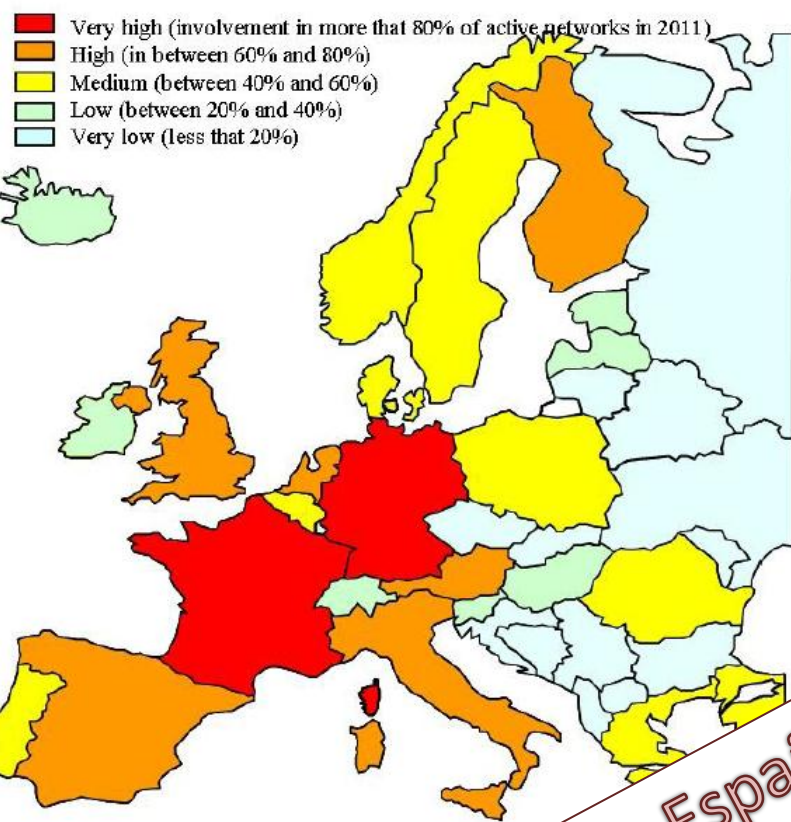 Very high (involvement in more that 80% of active networks in 2011)
High (in between 60% and 80%)
Medium (between 40% and 60%)
Low (between 20% and 40%)
Very low (less that 20%)